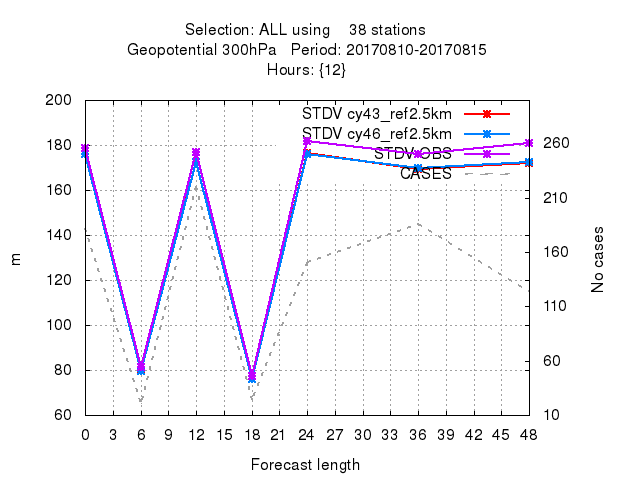 Selection: ALL using    38 stations
Geopotential 300hPa   Period: 20170810-20170815
Hours: {12}
200
180
160
140
120
100
80
60
m
STDV cy43_ref2.5km
STDV cy46_ref2.5km
STDV OBS
CASES
260
210
160
110
60
10
No cases
0 3 6 9 12 15 18 21 24 27 30 33 36 39 42 45 48
Forecast length